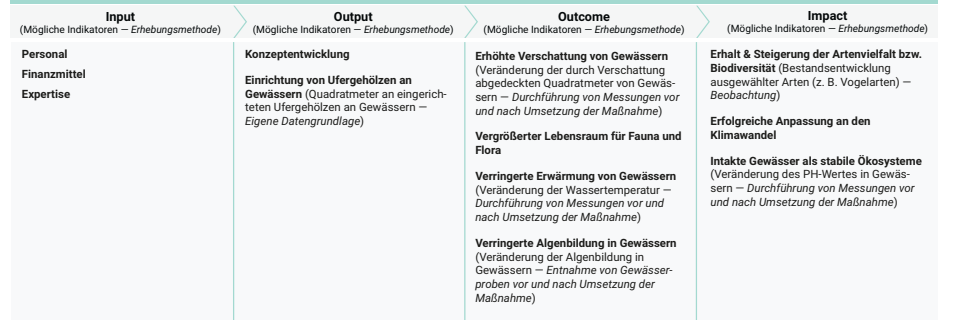 Input
(Mögliche Indikatoren — Erhebungsmethode)
Personal
Finanzmittel
Expertise
Output
(Mögliche Indikatoren — Erhebungsmethode)
Konzeptentwicklung
Einrichtung von Ufergehölzen an
Gewässern (Quadratmeter an eingerich-
teten Ufergehölzen an Gewässern —
Eigene Datengrundlage)
Outcome
(Mögliche Indikatoren — Erhebungsmethode)
Erhöhte Verschattung von Gewässern
(Veränderung der durch Verschattung
abgedeckten Quadratmeter von Gewäs-
sern — Durchführung von Messungen vor
und nach Umsetzung der Maßnahme)
Vergrößerter Lebensraum für Fauna und
Flora
Verringerte Erwärmung von Gewässern
(Veränderung der Wassertemperatur —
Durchführung von Messungen vor und
nach Umsetzung der Maßnahme)
Verringerte Algenbildung in Gewässern
(Veränderung der Algenbildung in
Gewässern — Entnahme von Gewässer-
proben vor und nach Umsetzung der
Maßnahme)
Impact
(Mögliche Indikatoren — Erhebungsmethode)
Erhalt & Steigerung der Artenvielfalt bzw.
Biodiversität (Bestandsentwicklung
ausgewählter Arten (z. B. Vogelarten) —
Beobachtung)
Erfolgreiche Anpassung an den
Klimawandel
Intakte Gewässer als stabile Ökosysteme
(Veränderung des PH-Wertes in Gewäs-
sern — Durchführung von Messungen vor
und nach Umsetzung der Maßnahme)